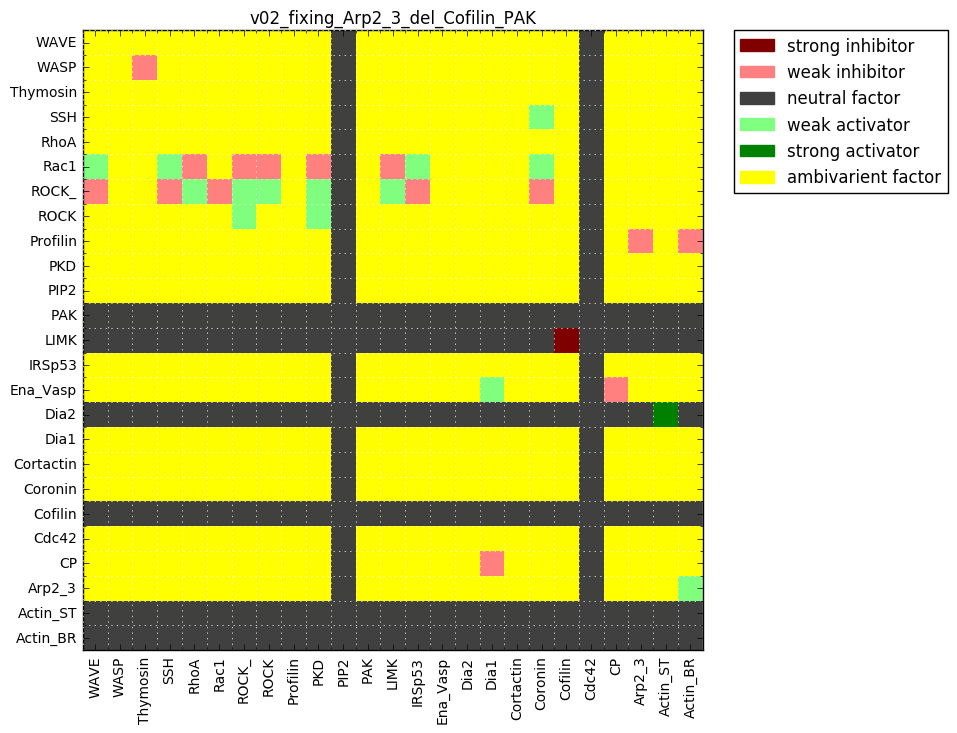 v02_fixing_Arp2_3_del_Cofilin_PAK
WAVE
WASP
Thymosin
SSH
RhoA
Rac1
ROCK_
ROCK
Profilin
PKD
PIP2
PAK
LIMK
IRSp53
Ena_Vasp
Dia2
Dia1
Cortactin
Coronin
Cofilin
Cdc42
CP
Arp2_3
Actin_ST
Actin_BR
WAVE
WASP
Thymosin
SSH
RhoA
Rac1
ROCK_
ROCK
Profilin
PKD
PIP2
PAK
LIMK
IRSp53
Ena_Vasp
Dia2
Dia1
Cortactin
Coronin
Cofilin
Cdc42
CP
Arp2_3
Actin_ST
Actin_BR
strong inhibitor
weak inhibitor
neutral factor
weak activator
strong activator
ambivarient factor